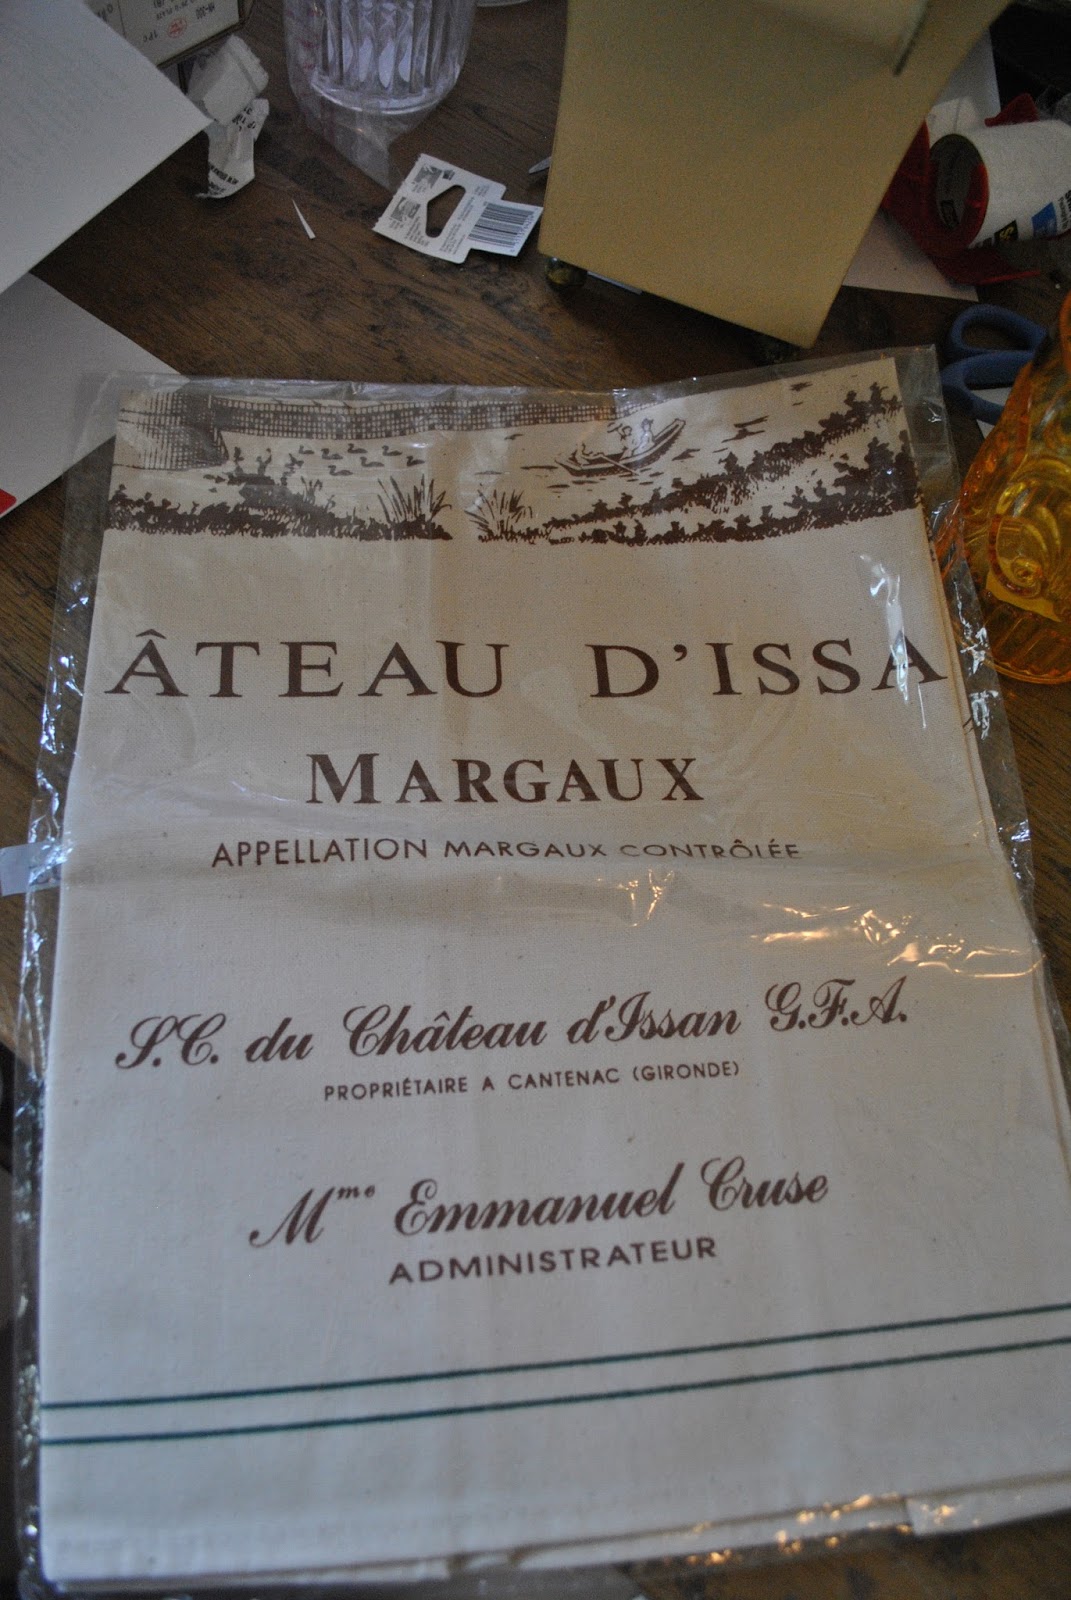 ÂTEAU D'ISSA
MARGAUX
APPELLATION MARGAUX CONTRÔLÉE
S.C. du Château d'Issan G.F.A.
PROPRIÉTAIRE A CANTENAC (GIRONDE)
Mme Emmanuel Cruse
ADMINISTRATEUR